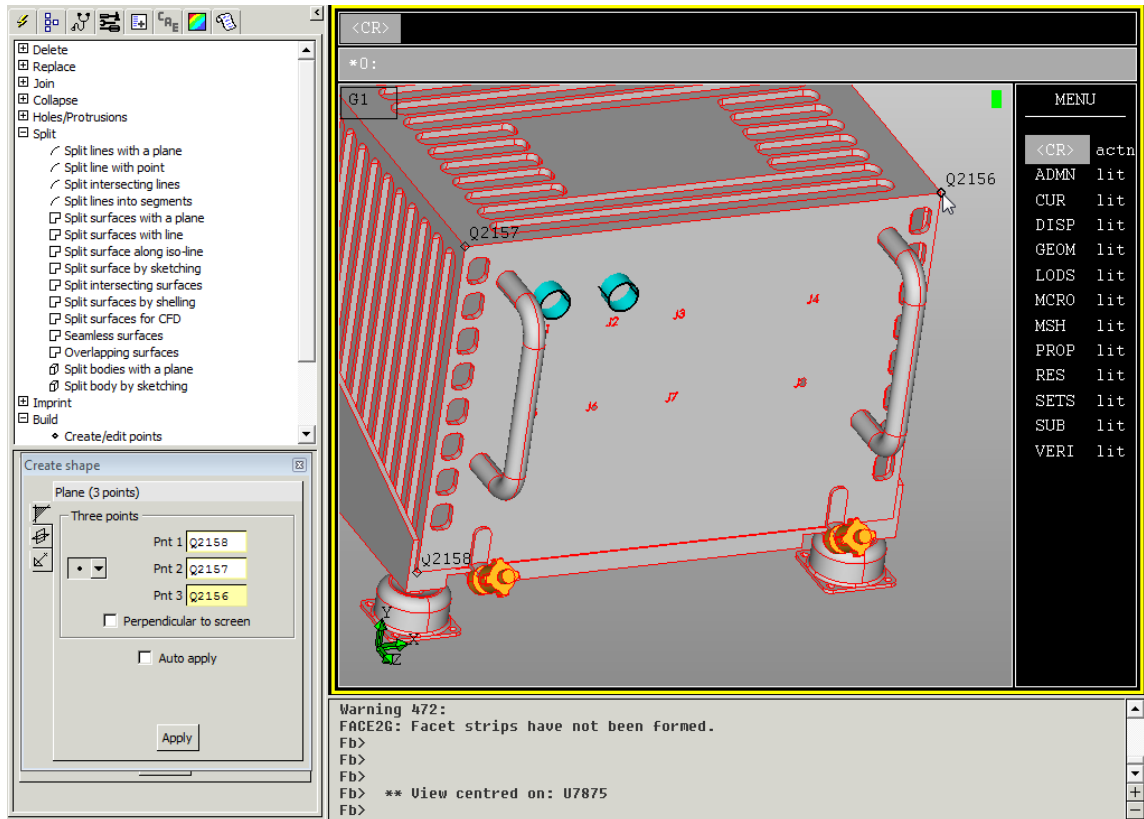 CAE
Delete
Replace
Join
Collapse
Holes/Protrusions
Split
Split lines with a plane
Split line with point
Split intersecting lines
Split lines into segments
Split surfaces with a plane
Split surfaces with line
Split surface along iso-line
Split surface by sketching
Split intersecting surfaces
Split surfaces by shelling
Split surfaces for CFD
Seamless surfaces
Overlapping surfaces
Split bodies with a plane
Split body by sketching
Imprint
Build
Create/edit points
Create shape
Plane (3 points)
Three points
Pnt 1 Q2158
Pnt 2 Q2157
Pnt 3 Q2156
Perpendicular to screen
Auto apply
Apply
<CR>
*O:
G1
Q2156
Q2157
J2
J3
J4
J6
J7
J8
Q2158
Y
X
Z
MENU
<CR> actn
ADMN lit
CUR lit
DISP lit
GEOM lit
LODS lit
MCRO lit
MSH lit
PROP lit
RES lit
SETS lit
SUB lit
VERI lit
Warning 472:
FACE2G: Facet strips have not been formed.
Fb>
Fb>
Fb>
Fb> ** View centred on: U7875
Fb>